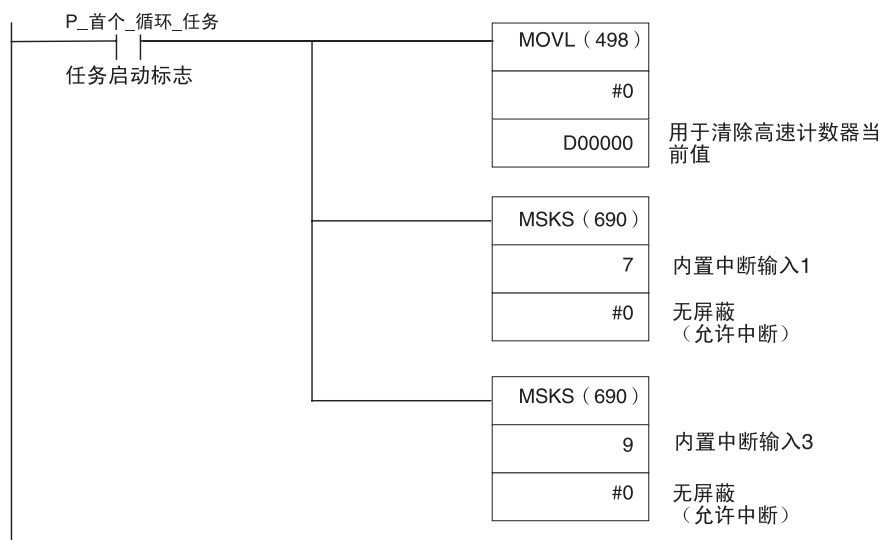 P_首个_循环_任务
任务启动标志
MOVL（498）
#0
D00000
用于清除高速计数器当
前值
MSKS（690）
7
内置中断输入1
#0
无屏蔽
（允许中断）
MSKS（690）
9
内置中断输入3
#0
无屏蔽
（允许中断）